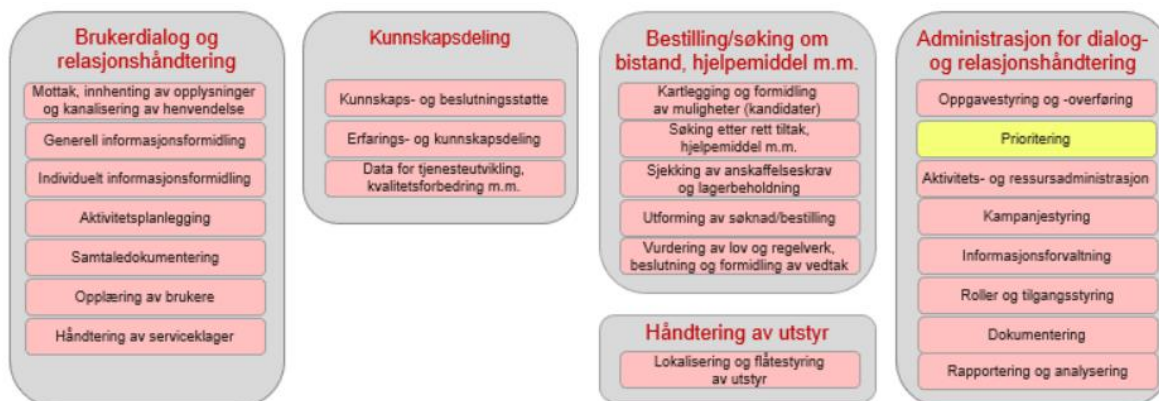 Brukerdialog og
relasjonshåndtering
Mottak, innhenting av opplysninger
og kanalisering av henvendelse
Generell informasjonsformidling
Individuelt informasjonsformidling
Aktivitetsplanlegging
Samtaledokumentering
Opplæring av brukere
Håndtering av serviceklager
Kunnskapsdeling
Kunnskaps- og beslutningsstøtte
Erfarings- og kunnskapsdeling
Data for tjenesteutvikling,
kvalitetsforbedring m.m.
Bestilling/søking om
bistand, hjelpemiddel m.m.
Kartlegging og formidling
av muligheter (kandidater)
Søking etter rett tiltak,
hjelpemiddel m.m.
Sjekking av anskaffelseskrav
og lagerbeholdning
Utforming av søknad/bestilling
Vurdering av lov og regelverk,
beslutning og formidling av vedtak
Håndtering av utstyr
Lokalisering og flåtestyring
av utstyr
Administrasjon for dialog-
og relasjonshåndtering
Oppgavestyring og -overføring
Prioritering
Aktivitets- og ressursadministrasjon
Kampanjestyring
Informasjonsforvaltning
Roller og tilgangsstyring
Dokumentering
Rapportering og analysering